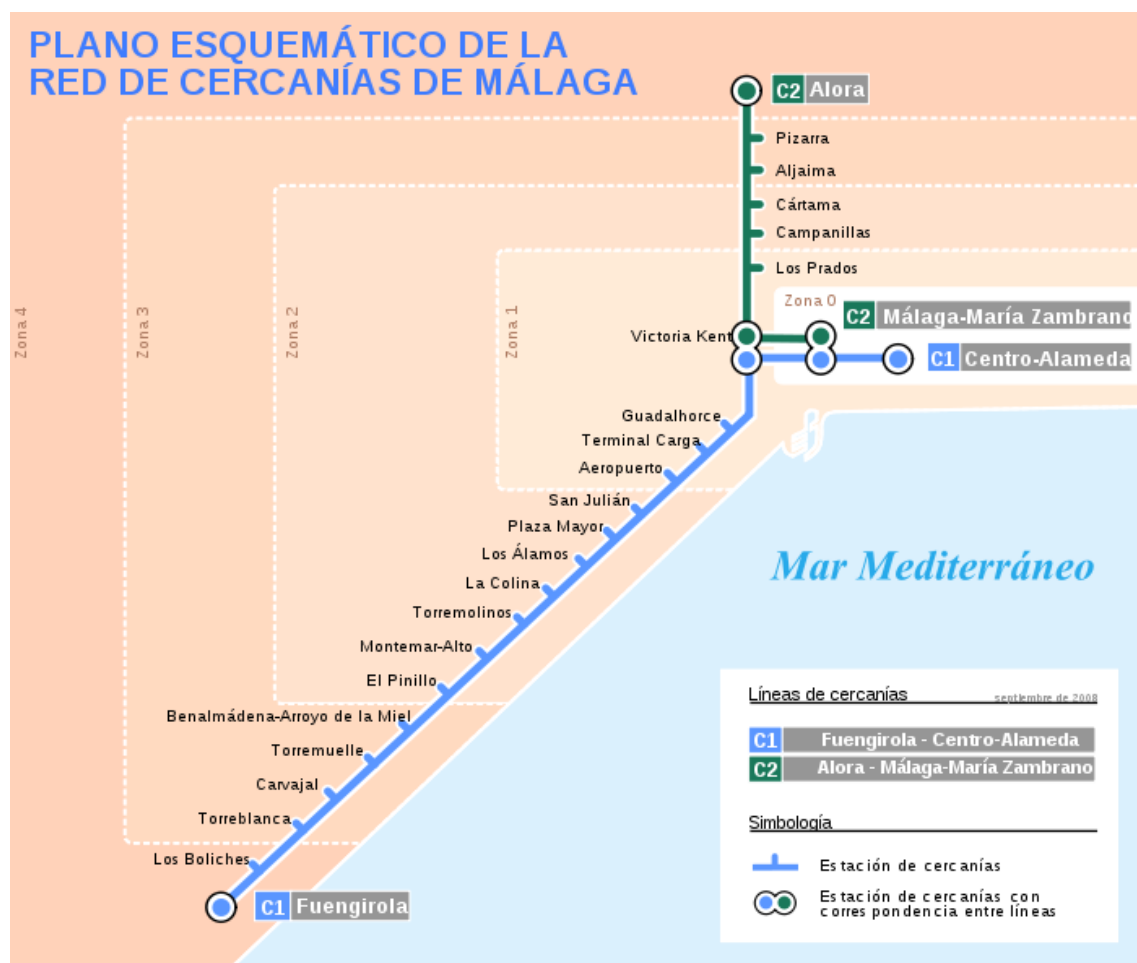 PLANO ESQUEMÁTICO DE LA
RED DE CERCANÍAS DE MÁLAGA
C2 Alora
Pizarra
Aljaima
Cártama
Campanillas
Los Prados
Zona 4
Zona 3
Zona 2
Zona 1
Zona 0
C2 Málaga-María Zambrano
Victoria Kent
C1 Centro-Alameda
Guadalhorce
Terminal Carga
Aeropuerto
San Julián
Plaza Mayor
Los Álamos
La Colina
Torremolinos
Montemar-Alto
El Pinillo
Benalmádena-Arroyo de la Miel
Torremuelle
Carvajal
Torreblanca
Los Boliches
C1 Fuengirola
Mar Mediterráneo
Líneas de cercanías septiembre de 2008
C1 Fuengirola - Centro-Alameda
C2 Alora - Málaga-María Zambrano
Simbología
Estación de cercanías
Estación de cercanías con
correspondencia entre líneas